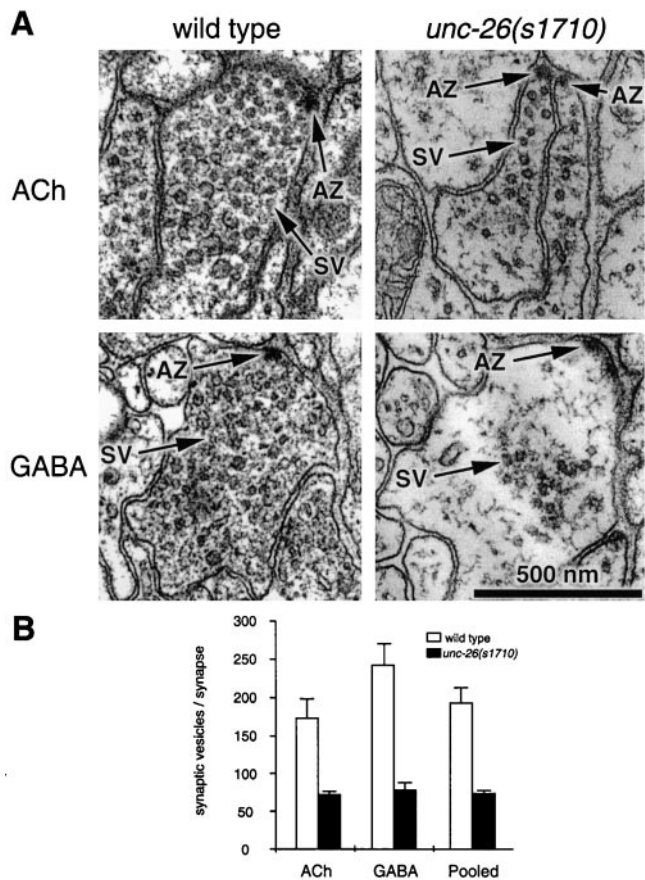 A
wild type
unc-26(s1710)
ACh
AZ
SV
AZ
AZ
SV
GABA
AZ
SV
AZ
SV
500 nm
B
synaptic vesicles / synapse
300
250
200
150
100
50
0
wild type
unc-26(s1710)
ACh GABA Pooled